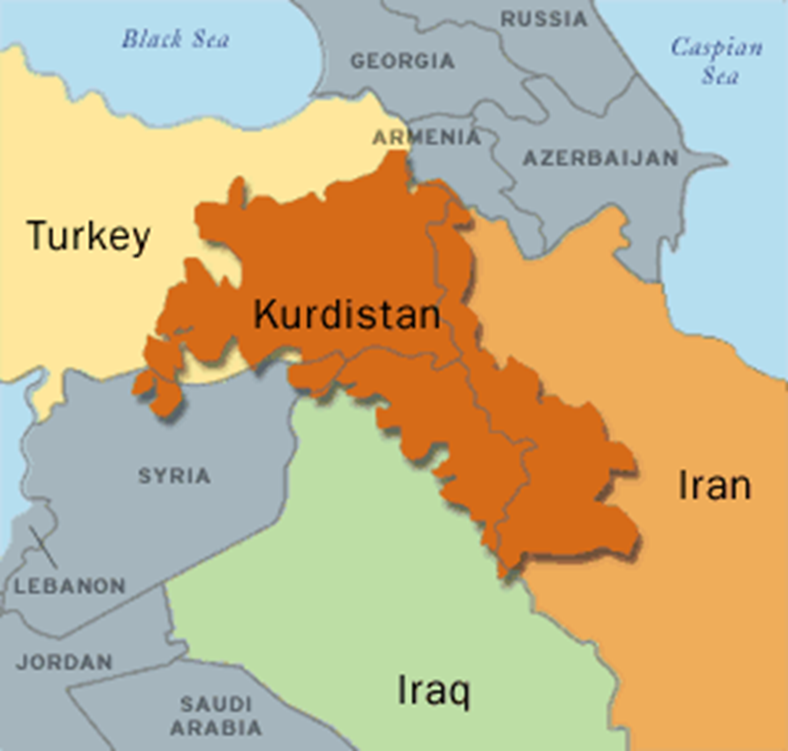 RUSSIA
Black Sea
Caspian
Sea
GEORGIA
ARMENIA
AZERBAIJAN
Turkey
Kurdistan
SYRIA
Iran
LEBANON
JORDAN
Iraq
SAUDI
ARABIA